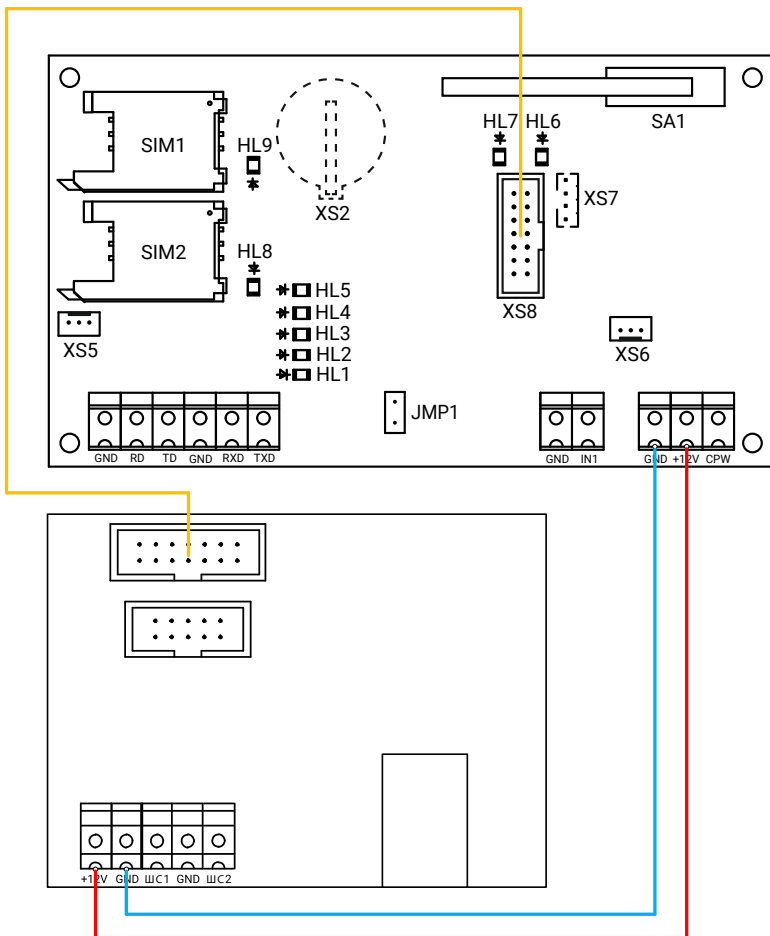 SA1
HL7 HL6
SIM1
HL9
XS7
XS2
SIM2
HL8
HL5
XS8
HL4
HL3
XS5
HL2
XS6
HL1
JMP1
GND RD TD GND RXD TXD
GND IN1
GND +12V CPW
+12V GND ШС1 GND ШС2